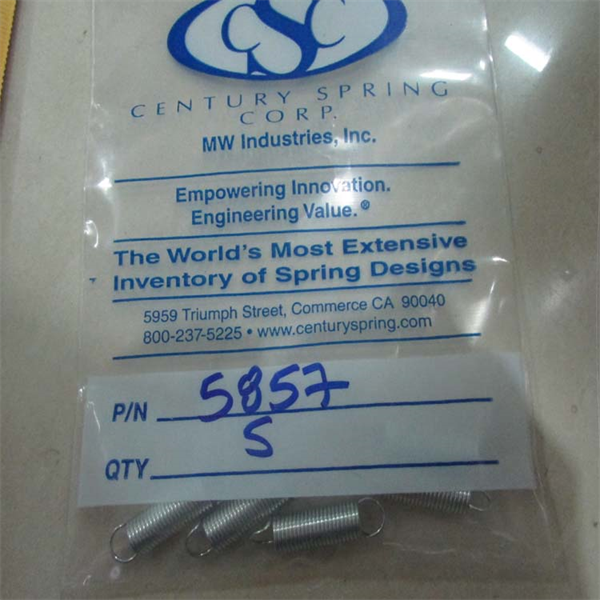 CSC
CENTURY SPRING
CORP.
MW Industries, Inc.
Empowering Innovation.
Engineering Value.®
The World's Most Extensive
Inventory of Spring Designs
5959 Triumph Street, Commerce CA 90040
800-237-5225 • www.centuryspring.com
P/N 5857
QTY 5